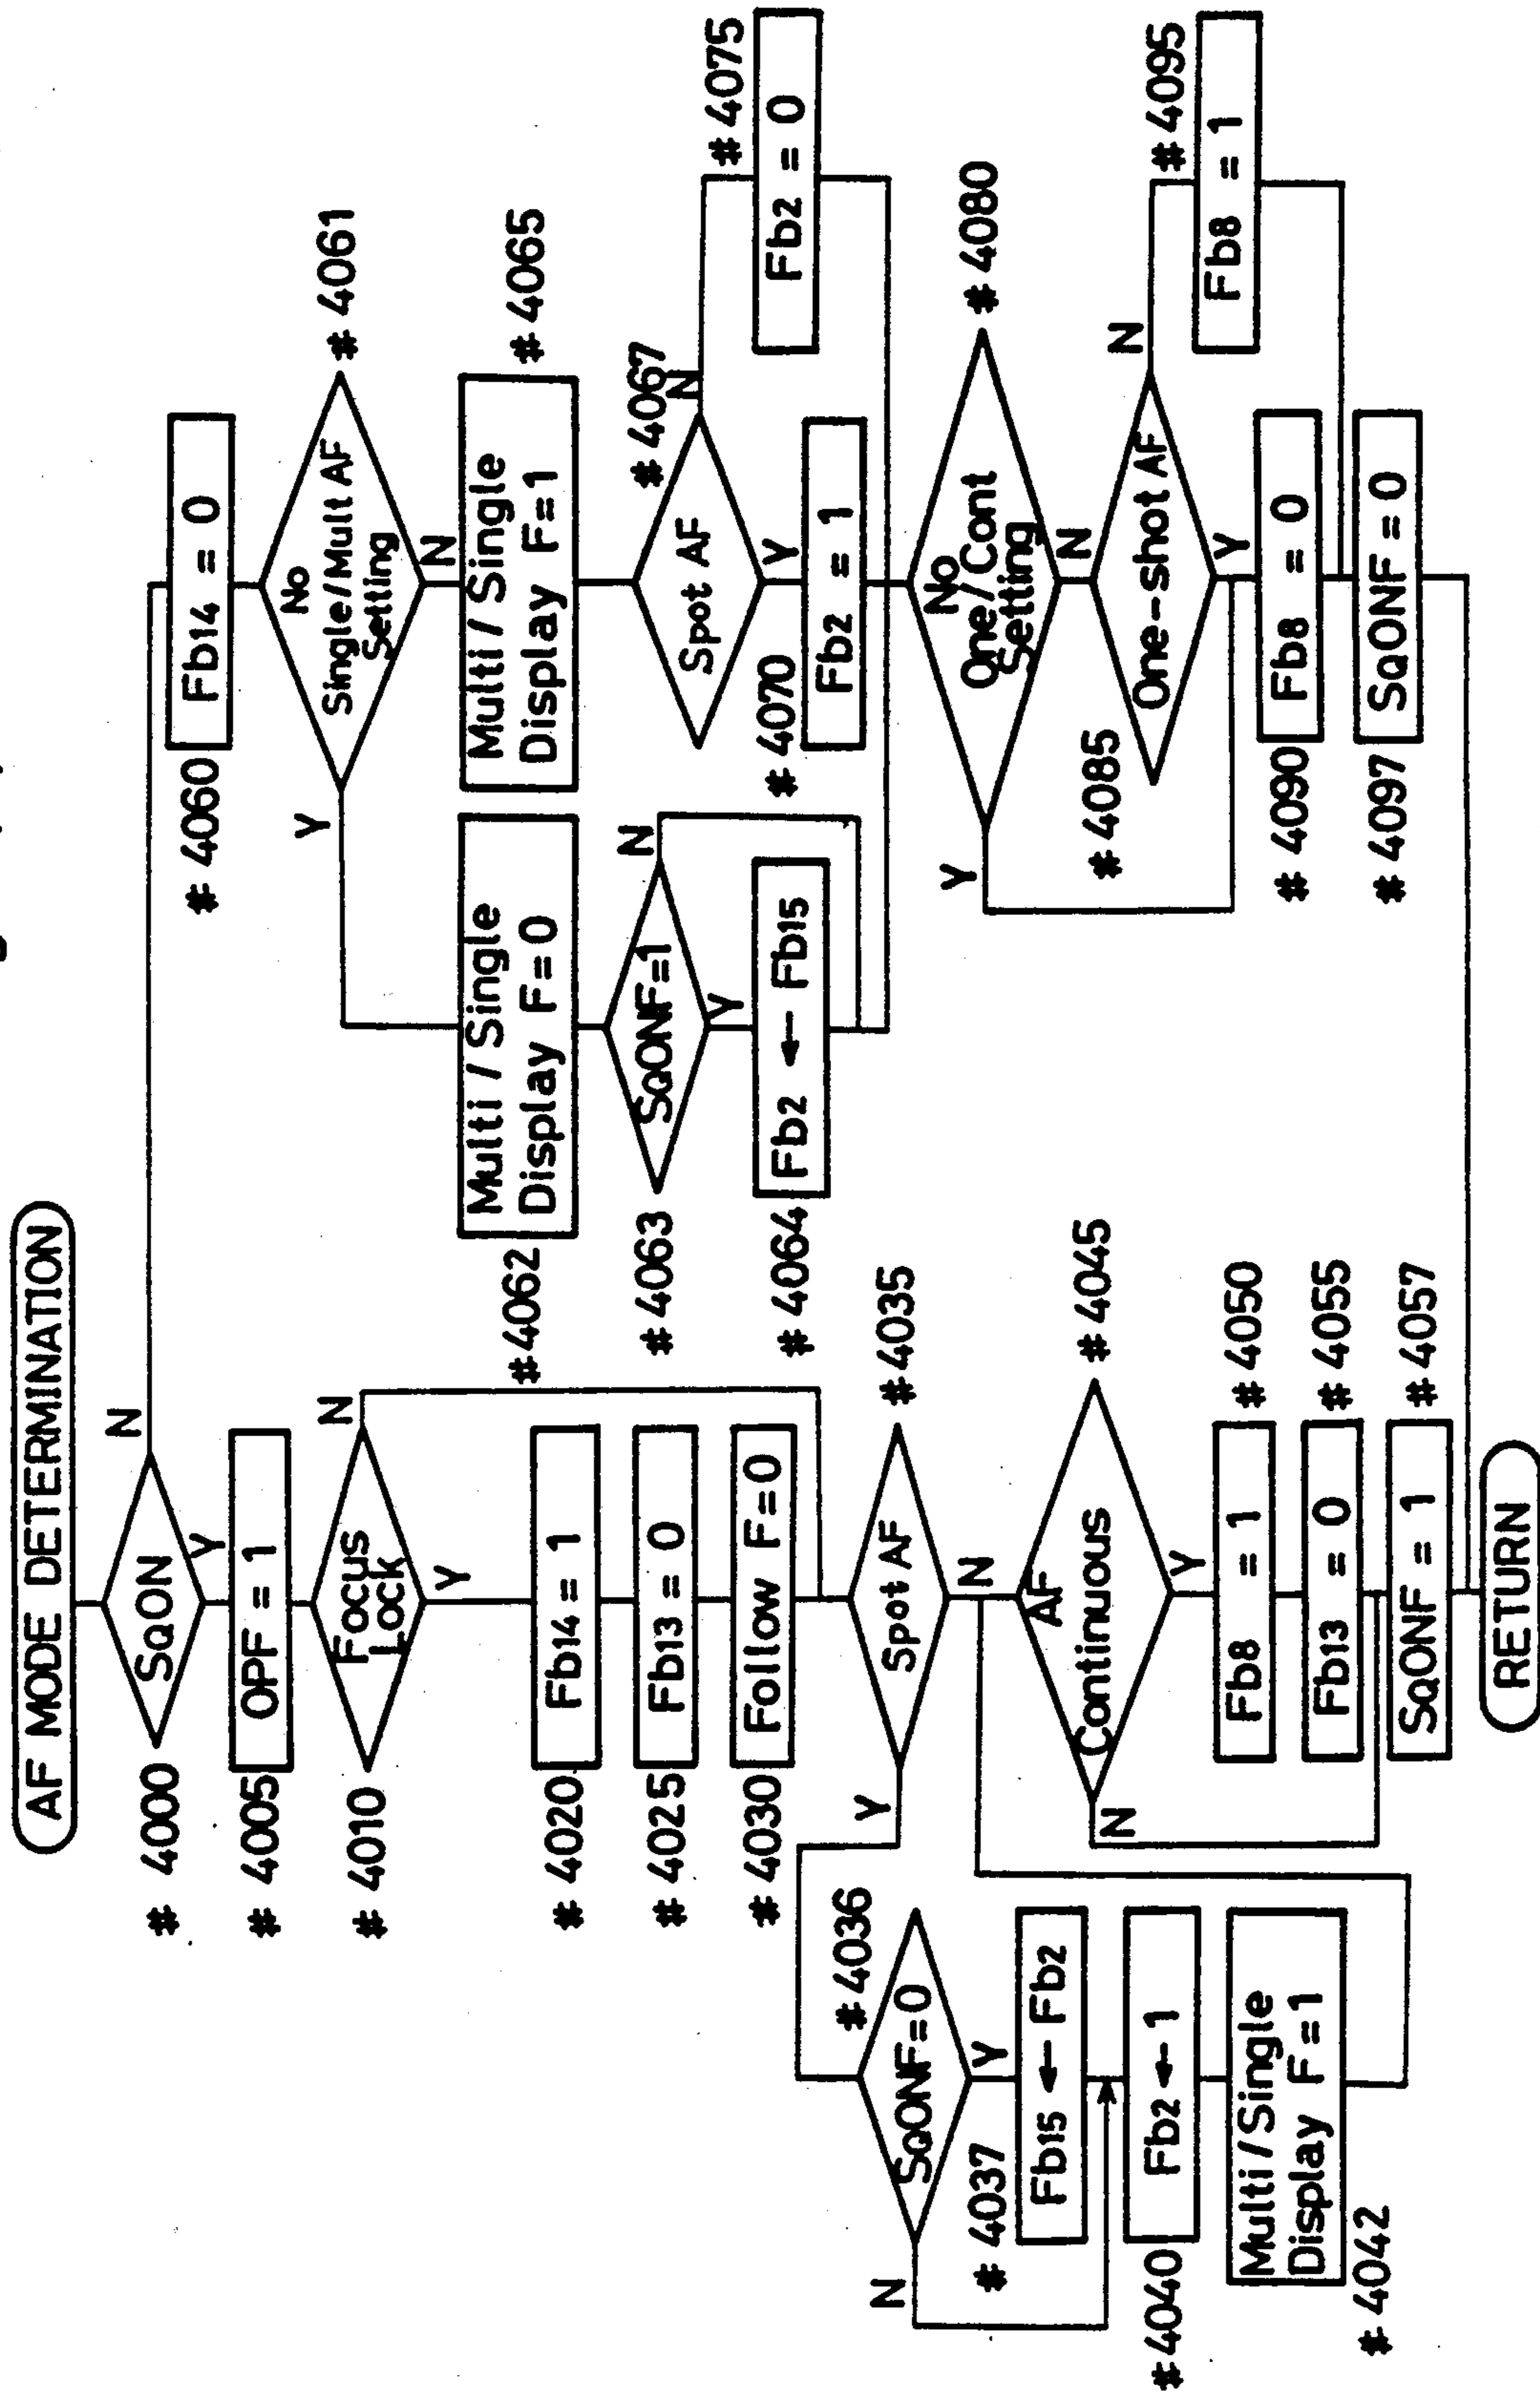 AF MODE DETERMINATION
# 4000
SQON
N
Y
# 4005
OPF = 1
# 4010
Focus
Lock
N
Y
# 4020
Fb14 = 1
# 4025
Fb13 = 0
# 4030
Follow F=0
# 4035
Spot AF
Y
N
# 4036
SQONF=0
N
Y
# 4037
Fb15 ← Fb2
# 4040
Fb2 ← 1
Multi / Single
Display F=1
# 4042
# 4045
AF
Continuous
N
Y
# 4050
Fb8 = 1
# 4055
Fb13 = 0
# 4057
SQONF = 1
RETURN
# 4060
Fb14 = 0
# 4061
No
Single/Mult AF
Setting
Y
N
# 4062
Multi / Single
Display F=0
# 4063
SQONF=1
N
Y
# 4064
Fb2 ← Fb15
# 4065
Multi / Single
Display F=1
# 4067
Spot AF
N
Y
# 4070
Fb2 = 1
# 4075
Fb2 = 0
# 4080
No
One/Cont
Setting
Y
N
# 4085
One-shot AF
N
Y
# 4090
Fb8 = 0
# 4095
Fb8 = 1
# 4097
SQONF = 0